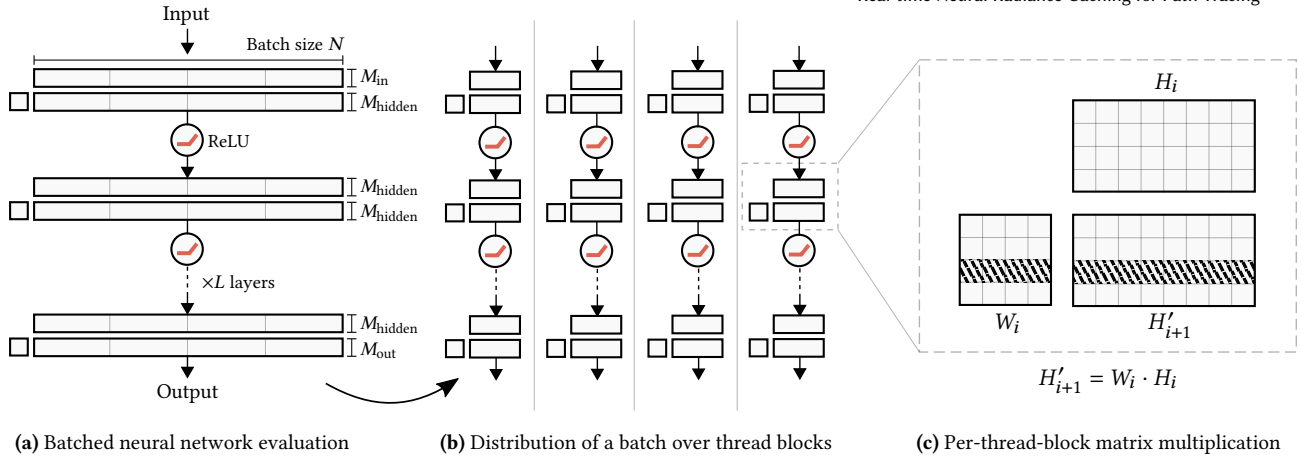 Real-time Neural Radiance Caching for Path Tracing
Input
Batch size N
M_in
M_hidden
ReLU
M_hidden
M_hidden
×L layers
M_hidden
M_out
Output
H_i
W_i
H′_{i+1}
H′_{i+1} = W_i · H_i
(a) Batched neural network evaluation
(b) Distribution of a batch over thread blocks
(c) Per-thread-block matrix multiplication